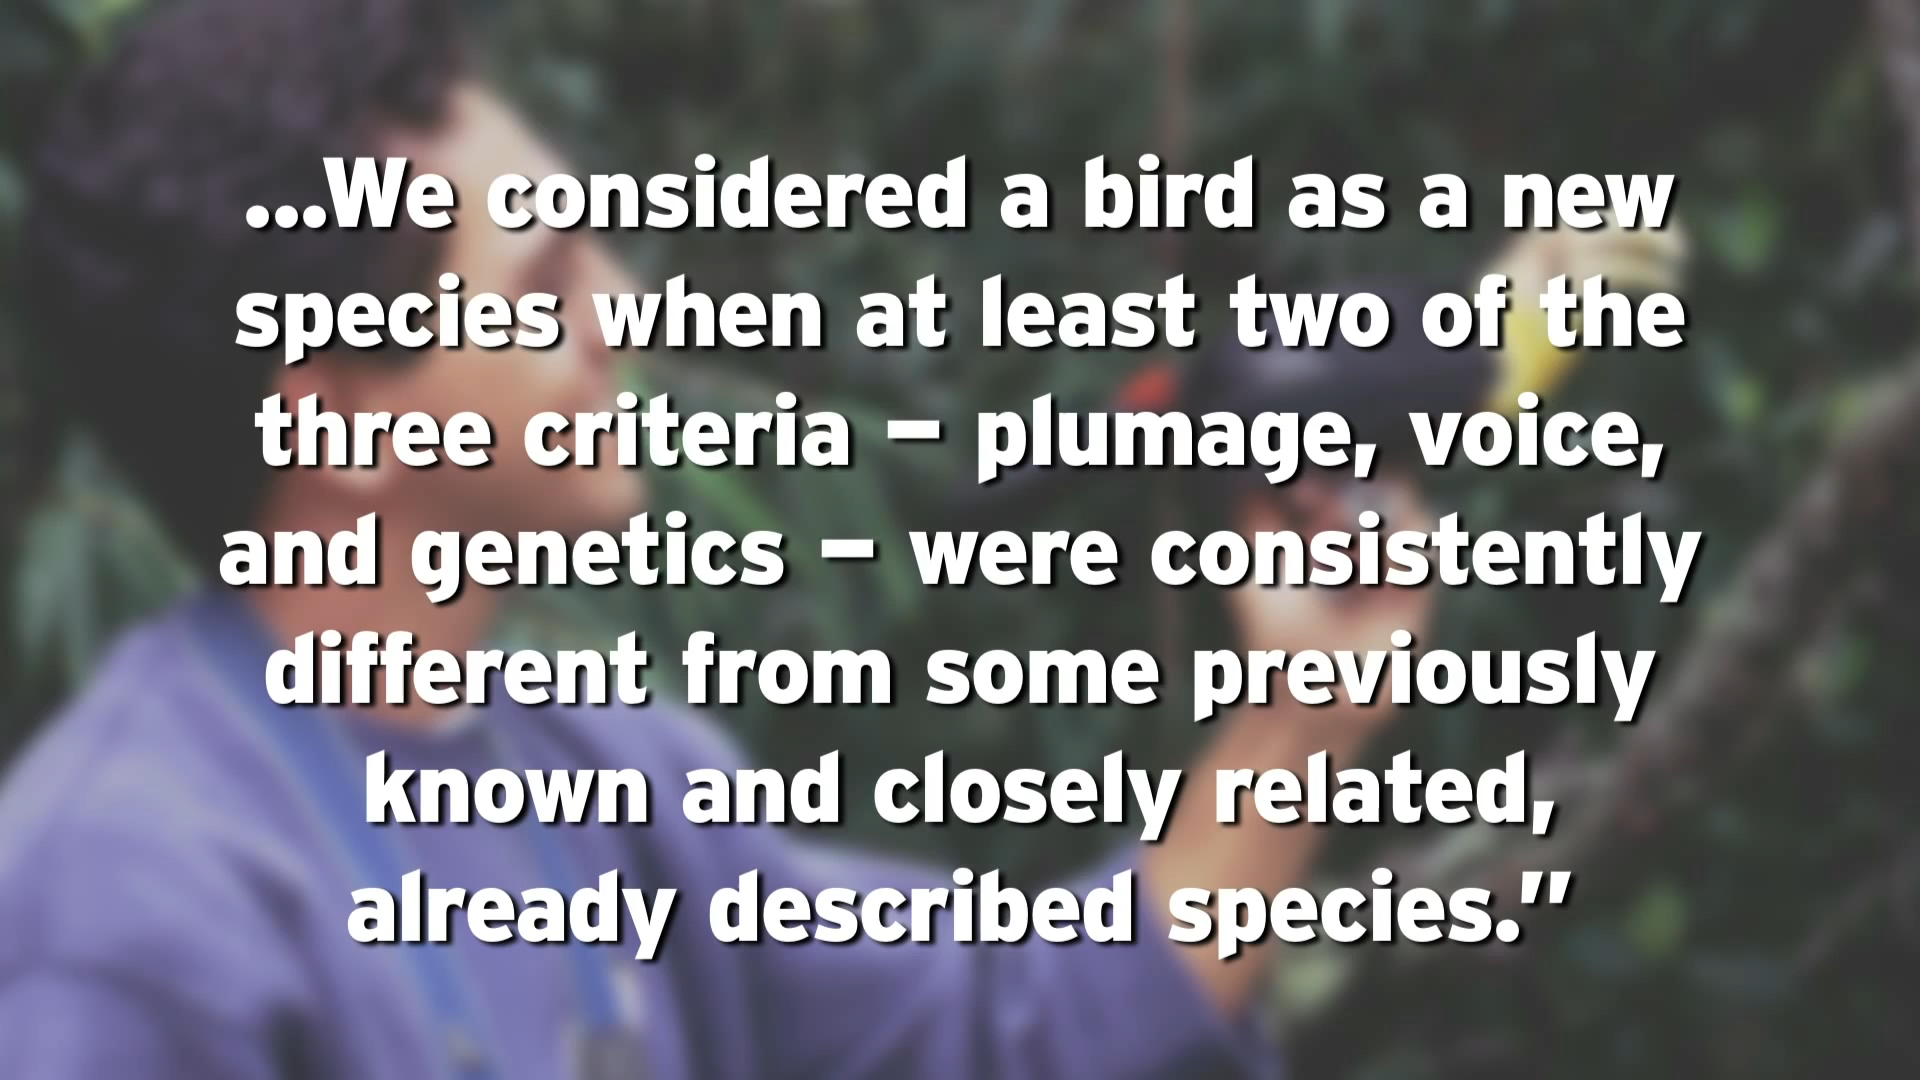 ...We considered a bird as a new
species when at least two of the
three criteria – plumage, voice,
and genetics – were consistently
different from some previously
known and closely related,
already described species."